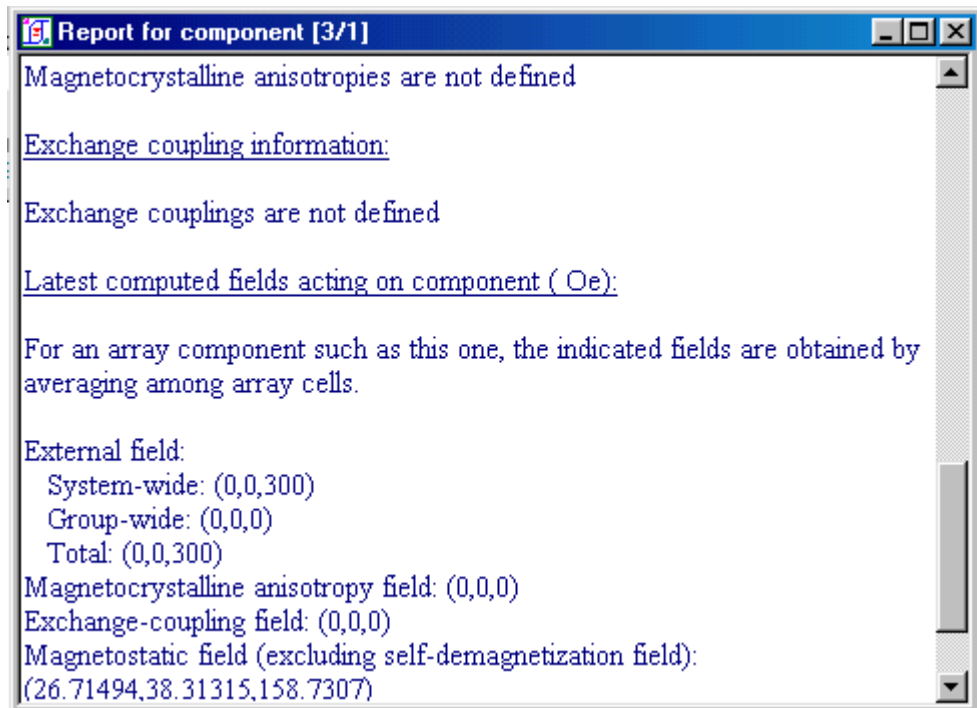 Report for component [3/1]
Magnetocrystalline anisotropies are not defined
Exchange coupling information:
Exchange couplings are not defined
Latest computed fields acting on component ( Oe):
For an array component such as this one, the indicated fields are obtained by
averaging among array cells.
External field:
System-wide: (0,0,300)
Group-wide: (0,0,0)
Total: (0,0,300)
Magnetocrystalline anisotropy field: (0,0,0)
Exchange-coupling field: (0,0,0)
Magnetostatic field (excluding self-demagnetization field):
(26.71494,38.31315,158.7307)